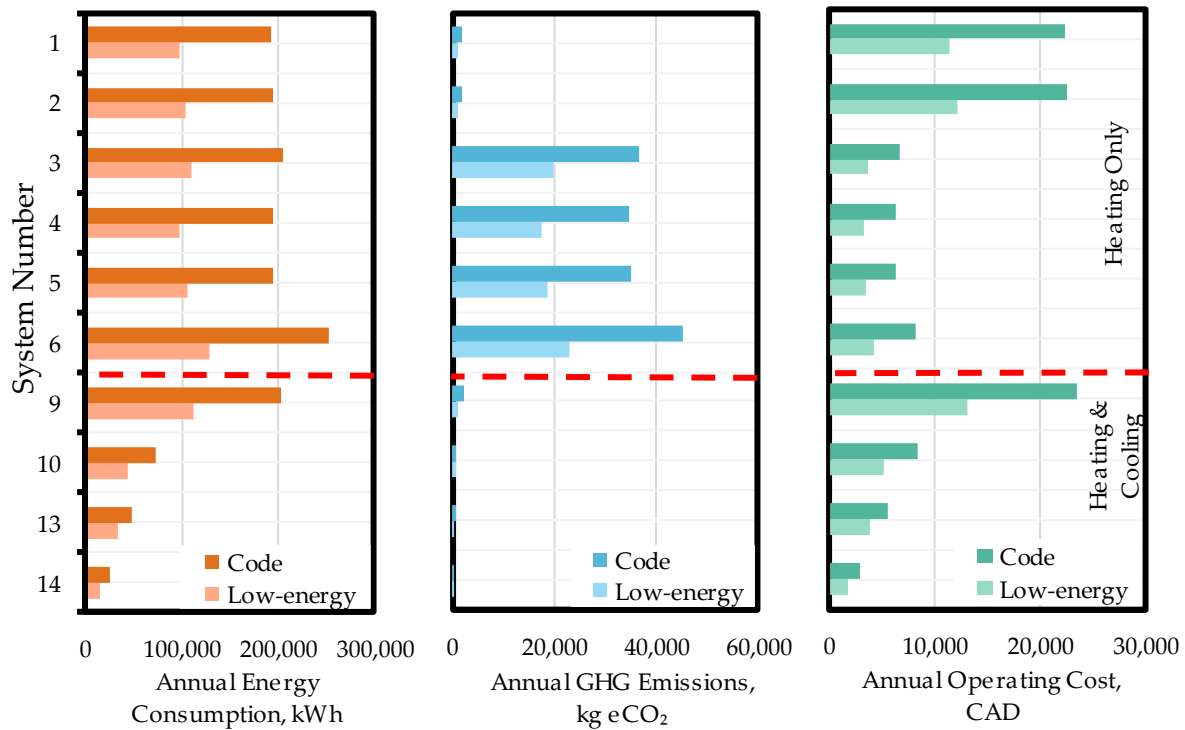 System Number
1
2
3
4
5
6
9
10
13
14
Code
Low-energy
0
100,000
200,000
300,000
Annual Energy
Consumption, kWh
Code
Low-energy
0
20,000
40,000
60,000
Annual GHG Emissions,
kg eCO₂
Heating Only
Heating &
Cooling
Code
Low-energy
0
10,000
20,000
30,000
Annual Operating Cost,
CAD